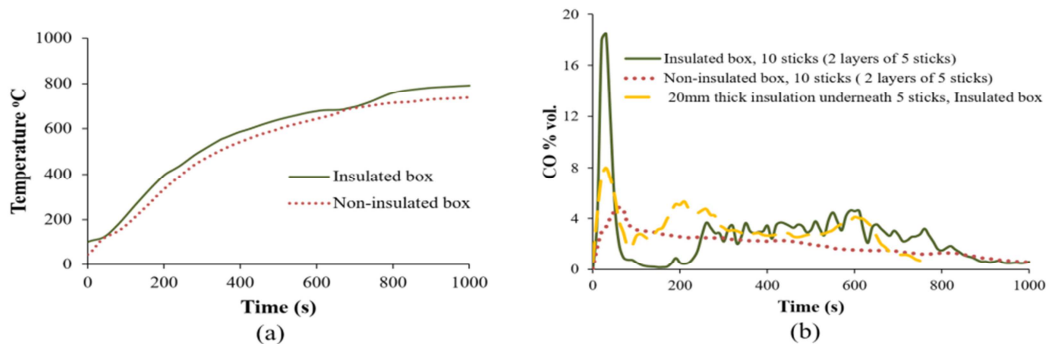 1000
800
600
400
200
0
Temperature ᵒC
Insulated box
Non-insulated box
0 200 400 600 800 1000
Time (s)
(a)
20
16
12
8
4
0
CO % vol.
Insulated box, 10 sticks (2 layers of 5 sticks)
Non-insulated box, 10 sticks ( 2 layers of 5 sticks)
20mm thick insulation underneath 5 sticks, Insulated box
0 200 400 600 800 1000
Time (s)
(b)